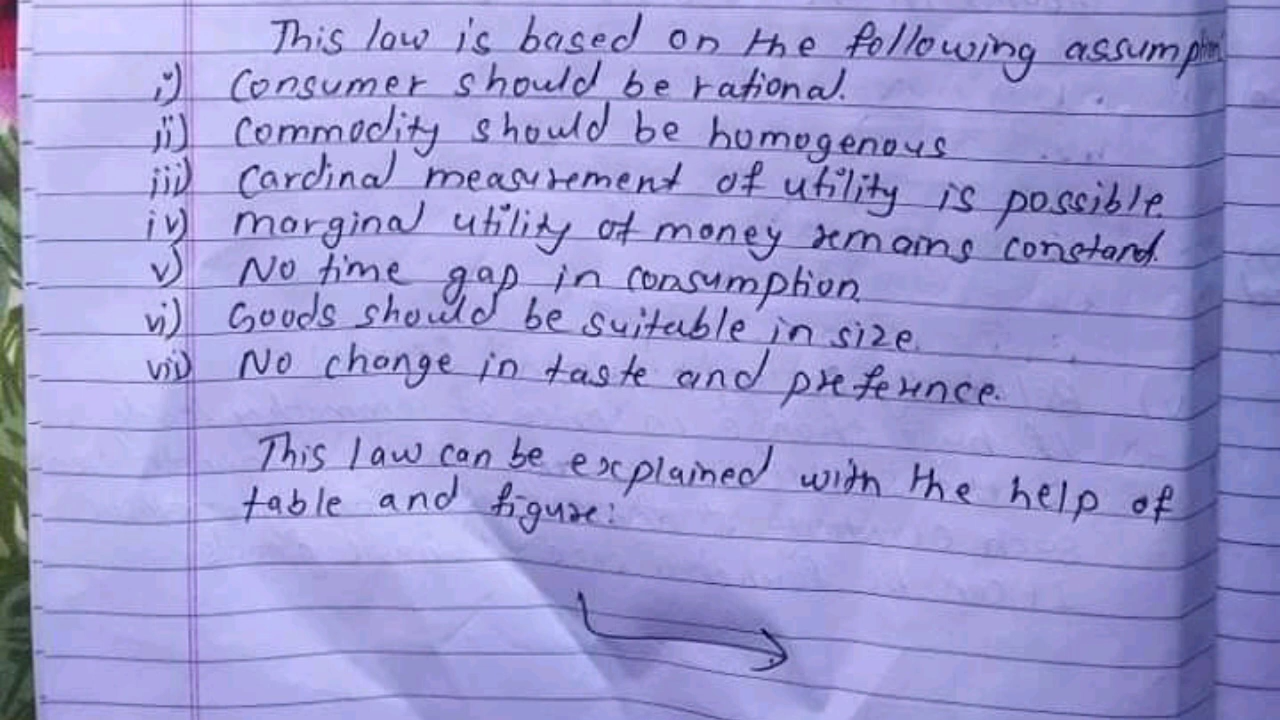 This law is based on the following assumption
i) Consumer should be rational.
ii) Commodity should be homogenous
iii) Cardinal measurement of utility is possible.
iv) marginal utility of money remains constand.
v) No time gap in consumption.
vi) Goods should be suitable in size.
vii) No change in taste and preference.
This law can be explained with the help of
table and figure: